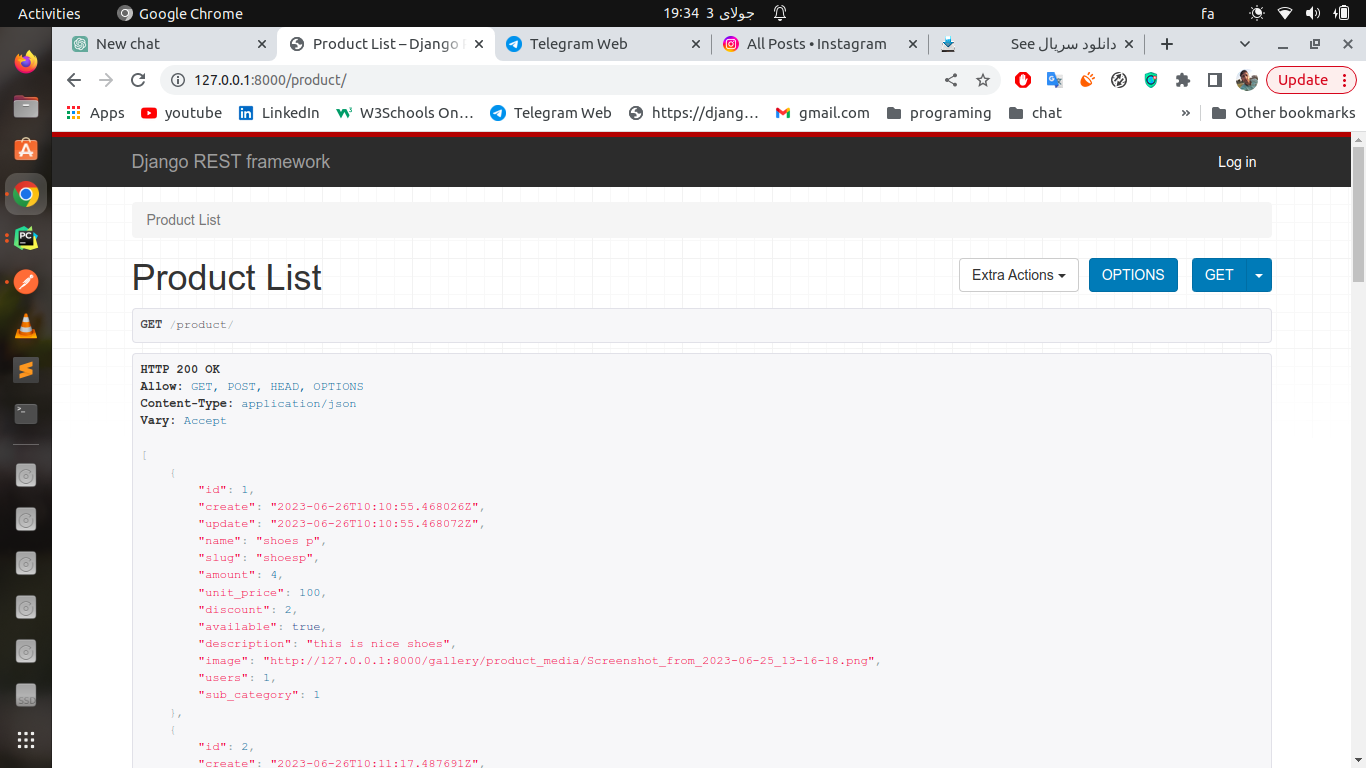 Activities Google Chrome جولای 3 19:34 fa
New chat Product List – Django Telegram Web All Posts • Instagram دانلود سریال See
127.0.0.1:8000/product/ Update
Apps youtube LinkedIn W3Schools On... Telegram Web https://djang... gmail.com programing chat » Other bookmarks
Django REST framework Log in
Product List
Product List Extra Actions OPTIONS GET
GET /product/
HTTP 200 OK
Allow: GET, POST, HEAD, OPTIONS
Content-Type: application/json
Vary: Accept
[
{
"id": 1,
"create": "2023-06-26T10:10:55.468026Z",
"update": "2023-06-26T10:10:55.468072Z",
"name": "shoes p",
"slug": "shoesp",
"amount": 4,
"unit_price": 100,
"discount": 2,
"available": true,
"description": "this is nice shoes",
"image": "http://127.0.0.1:8000/gallery/product_media/Screenshot_from_2023-06-25_13-16-18.png",
"users": 1,
"sub_category": 1
},
{
"id": 2,
"create": "2023-06-26T10:11:17.487691Z",
PC
SSD